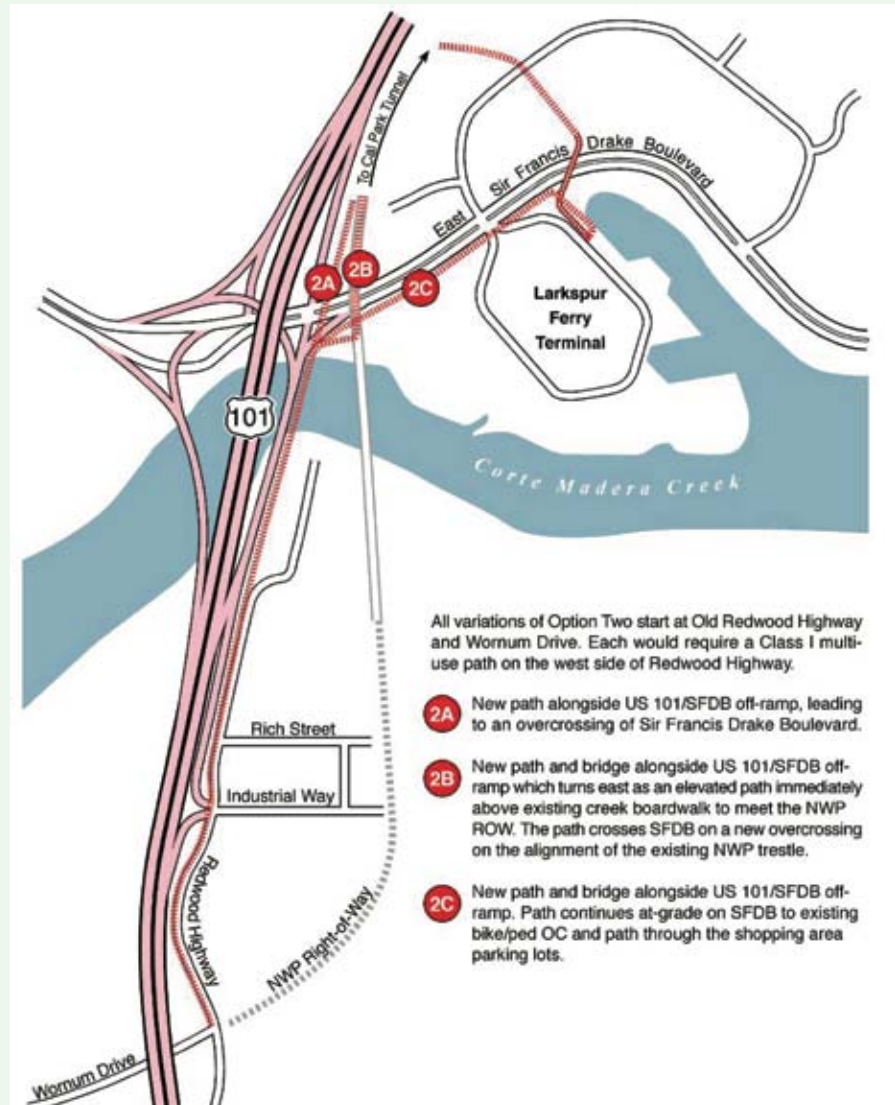 To Cal Park Tunnel
East Sir Francis Drake Boulevard
2A
2B
2C
Larkspur
Ferry
Terminal
101
Corte Madera Creek
All variations of Option Two start at Old Redwood Highway
and Wornum Drive. Each would require a Class I multi-
use path on the west side of Redwood Highway.
2A
New path alongside US 101/SFDB off-ramp, leading
to an overcrossing of Sir Francis Drake Boulevard.
2B
New path and bridge alongside US 101/SFDB off-
ramp which turns east as an elevated path immediately
above existing creek boardwalk to meet the NWP
ROW. The path crosses SFDB on a new overcrossing
on the alignment of the existing NWP trestle.
2C
New path and bridge alongside US 101/SFDB off-
ramp. Path continues at-grade on SFDB to existing
bike/ped OC and path through the shopping area
parking lots.
Rich Street
Industrial Way
Redwood Highway
NWP Right-of-Way
Wornum Drive